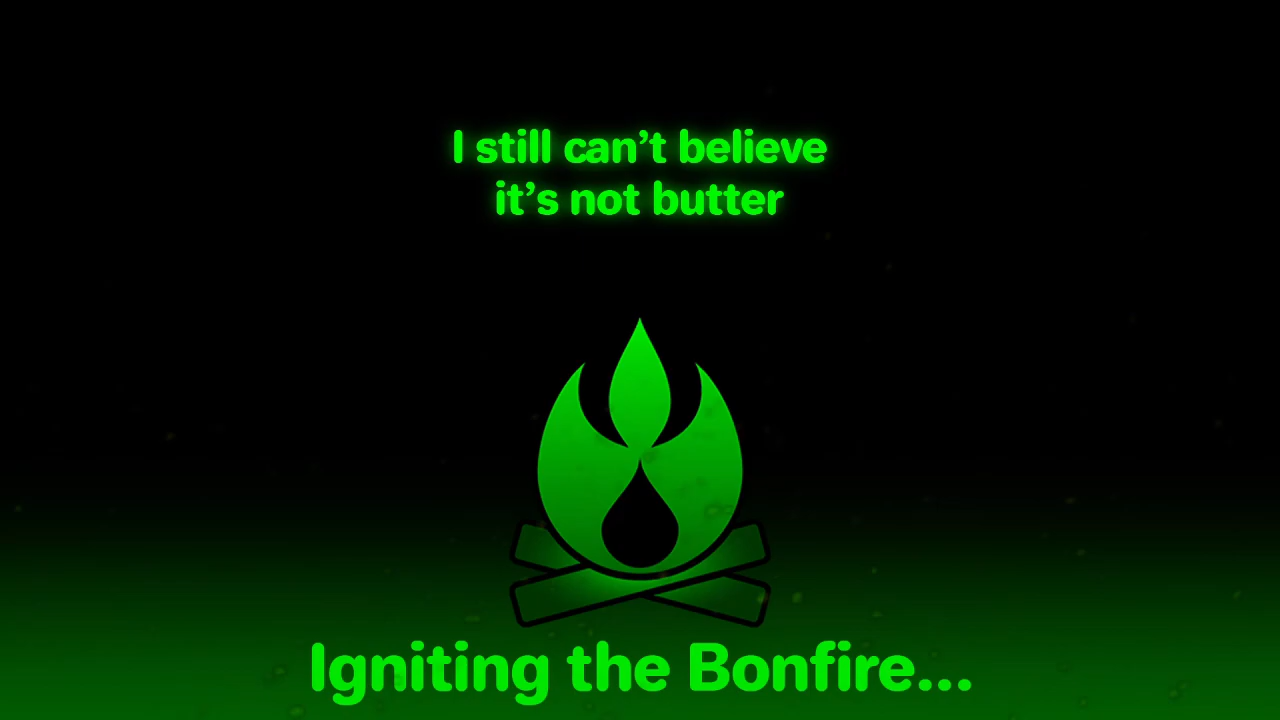 I still can’t believe
it’s not butter
Igniting the Bonfire...